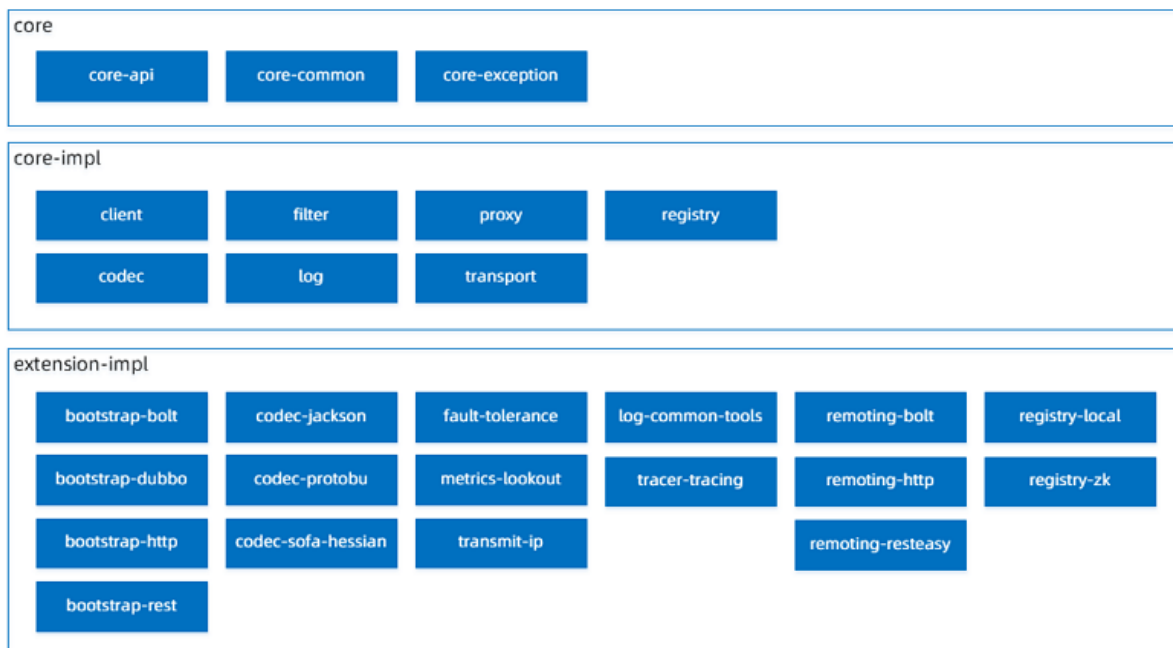 core
core-api core-common core-exception
core-impl
client filter proxy registry
codec log transport
extension-impl
bootstrap-bolt codec-jackson fault-tolerance log-common-tools remoting-bolt registry-local
bootstrap-dubbo codec-protobu metrics-lookout tracer-tracing remoting-http registry-zk
bootstrap-http codec-sofa-hessian transmit-ip remoting-resteasy
bootstrap-rest